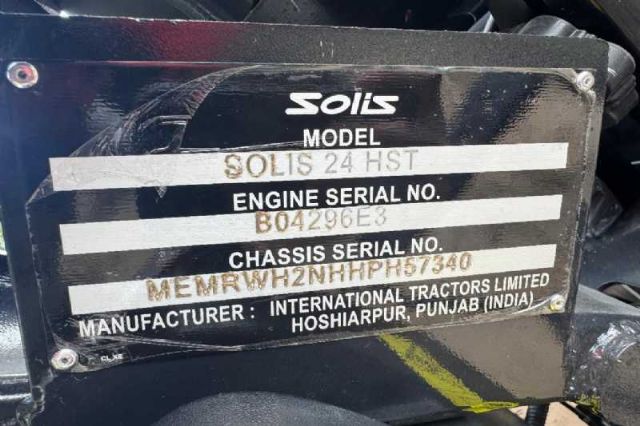 Solis
MODEL
SOLIS 24 HST
ENGINE SERIAL NO.
B04296E3
CHASSIS SERIAL NO.
MEMRWH2NHHPH57340
MANUFACTURER : INTERNATIONAL TRACTORS LIMITED
HOSHIARPUR, PUNJAB (INDIA)